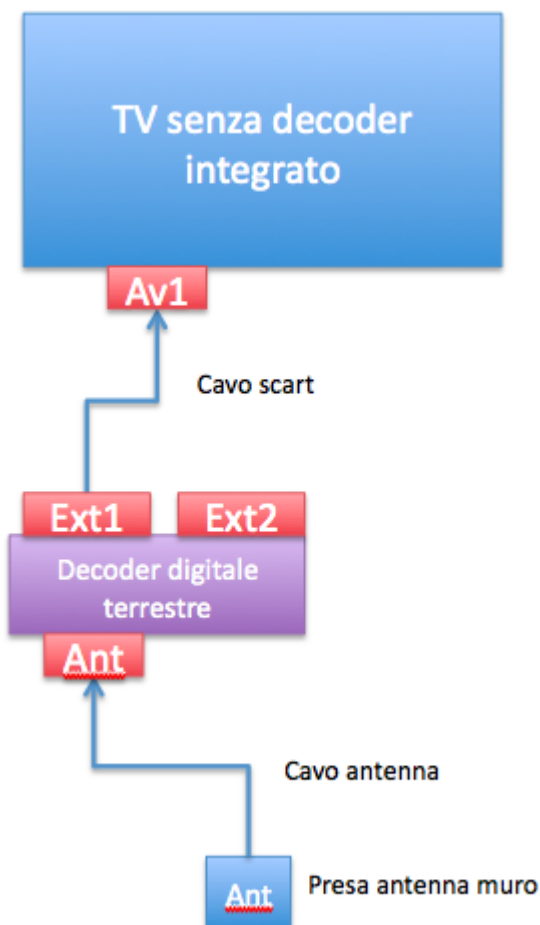 TV senza decoder
integrato
Av1
Cavo scart
Ext1
Ext2
Decoder digitale
terrestre
Ant
Cavo antenna
Ant
Presa antenna muro